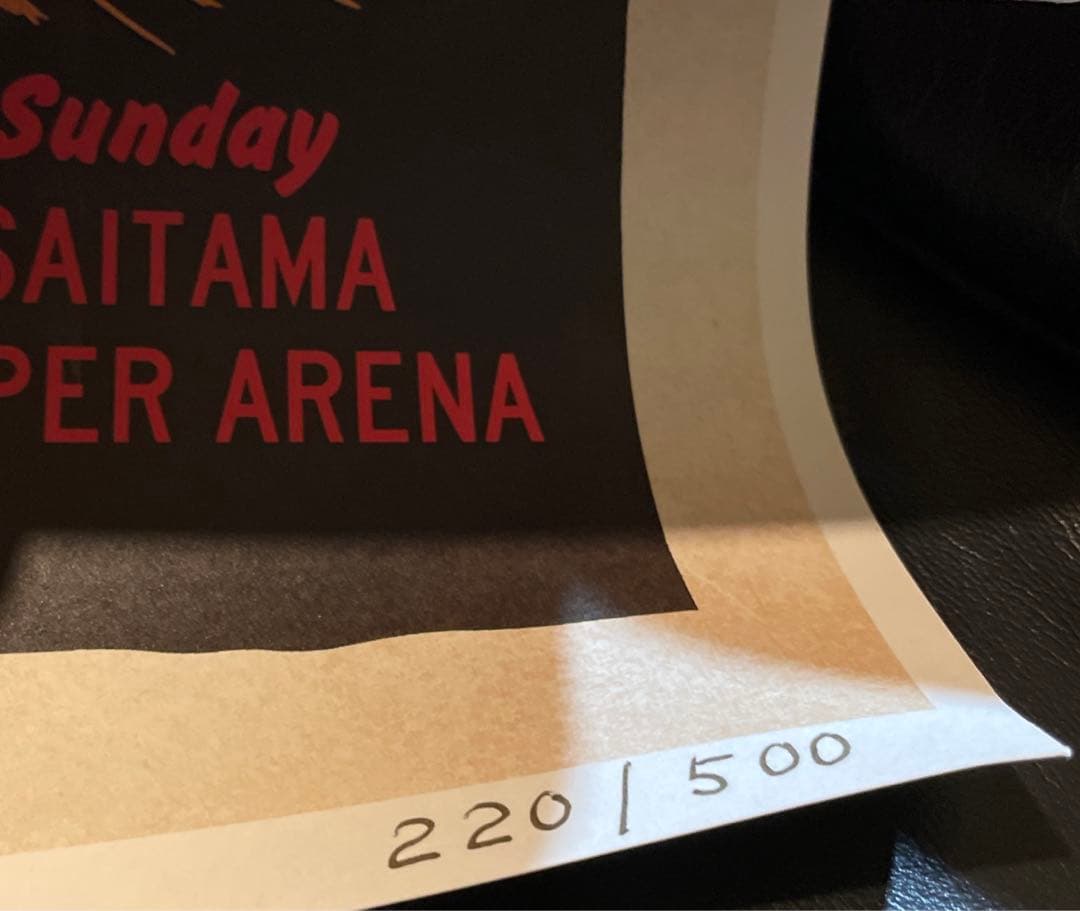 Sunday
SAITAMA
PER ARENA
220/500